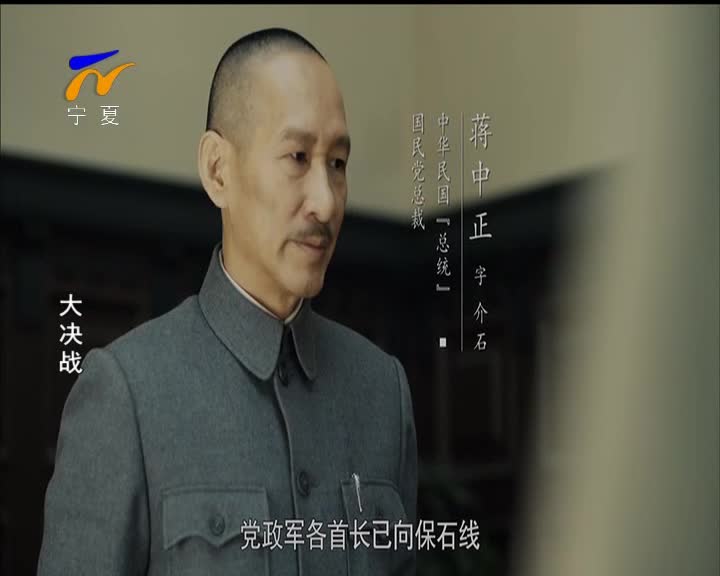 宁夏
蒋中正 字介石
中华民国『总统』
国民党总裁
大决战
党政军各首长已向保石线